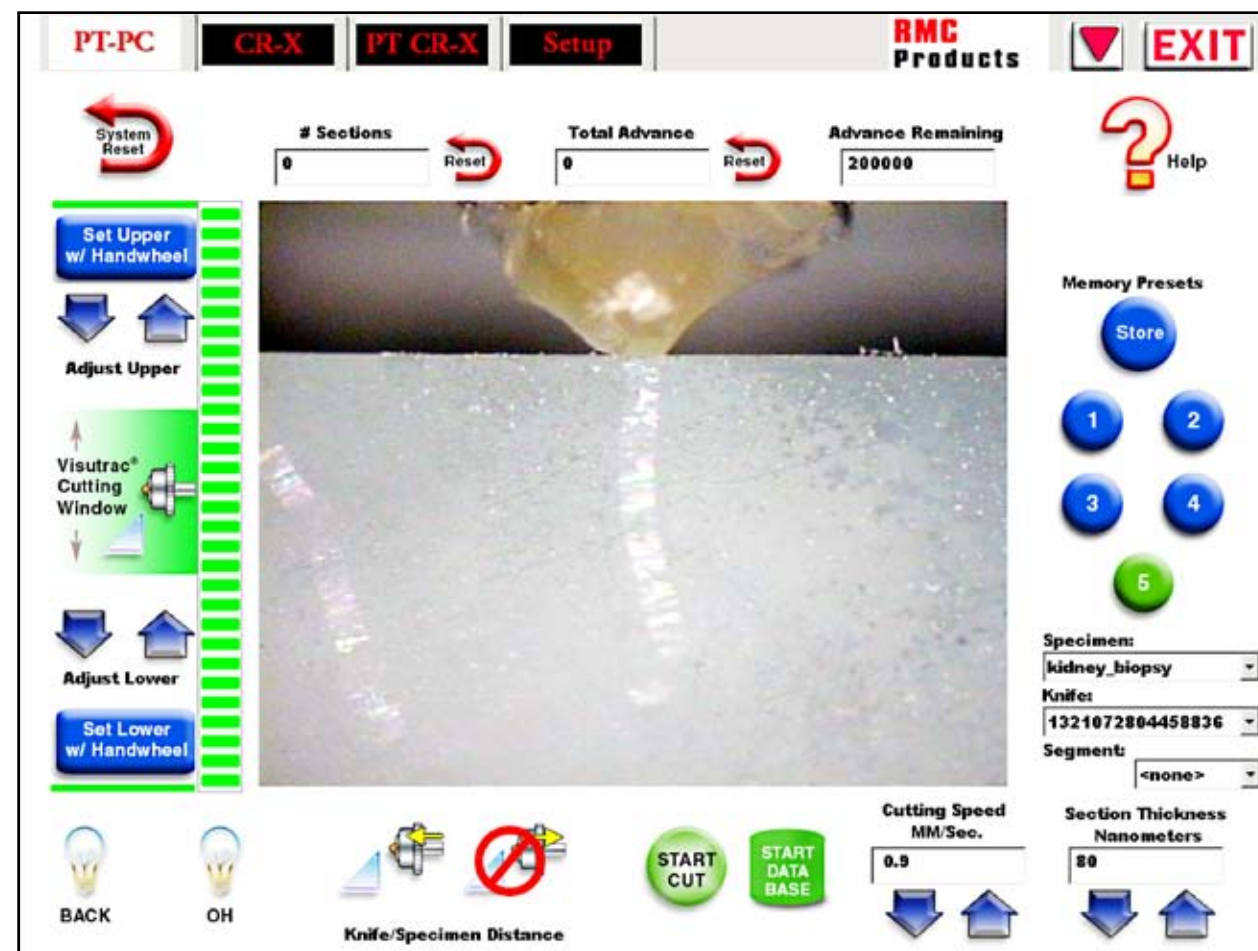 PT-PC
CR-X
PT CR-X
Setup
RMC
Products
EXIT
System
Reset
# Sections
0
Reset
Total Advance
0
Reset
Advance Remaining
200000
Help
Set Upper
w/ Handwheel
Adjust Upper
Visutrac®
Cutting
Window
Adjust Lower
Set Lower
w/ Handwheel
Memory Presets
Store
1
2
3
4
5
Specimen:
kidney_biopsy
Knife:
1321072804458836
Segment:
<none>
BACK
OH
Knife/Specimen Distance
START
CUT
START
DATA
BASE
Cutting Speed
MM/Sec.
0.9
Section Thickness
Nanometers
80